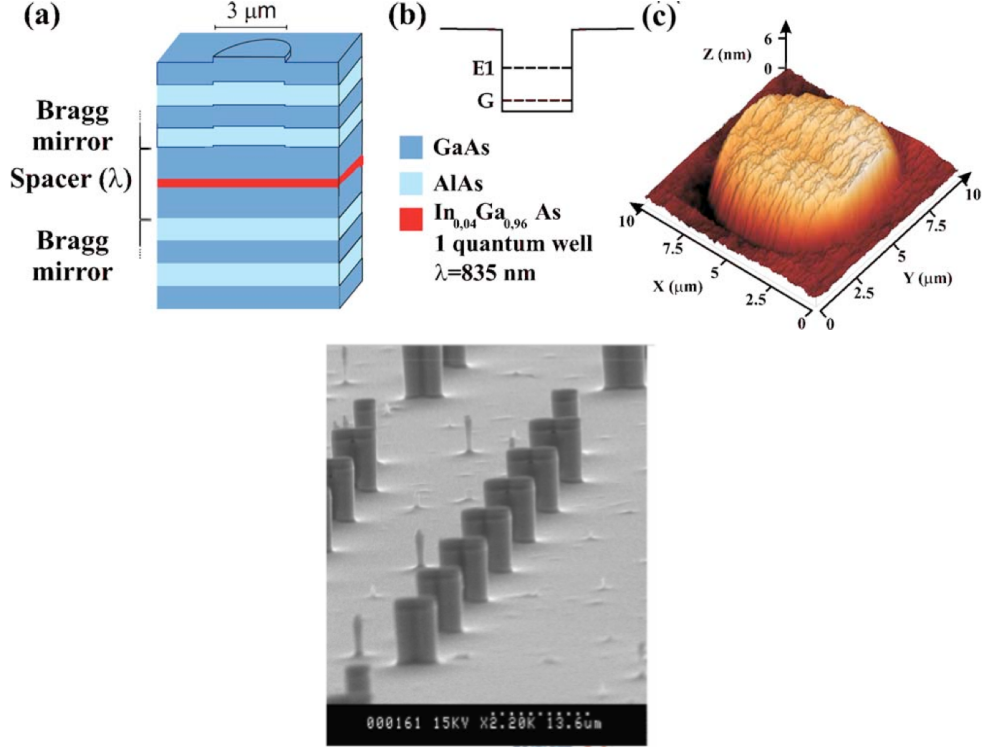 (a)
3 μm
Bragg
mirror
Spacer (λ)
Bragg
mirror
(b)
E1
G
GaAs
AlAs
In0,04Ga0,96 As
1 quantum well
λ=835 nm
(c)
Z (nm)
6
0
10
7.5
5
2.5
0
X (μm)
10
7.5
5
2.5
0
Y (μm)
000161 15KV X2.20K 13.6um